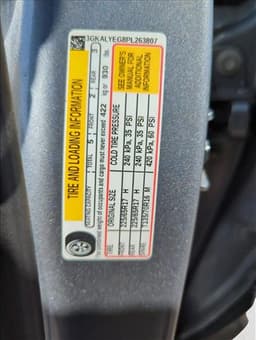 3GKALYEG8PL263807
TIRE AND LOADING INFORMATION
SEATING CAPACITY : TOTAL 5 : FRONT 2 : REAR 3
The combined weight of occupants and cargo should never exceed 422 kg or 930 lbs
TIRE ORIGINAL SIZE COLD TIRE PRESSURE
FRONT 225/65R17 H 240 kPa, 35 PSI
REAR 225/65R17 H 240 kPa, 35 PSI
SPARE T135/70R16 M 420 kPa, 60 PSI
SEE OWNER'S
MANUAL FOR
ADDITIONAL
INFORMATION